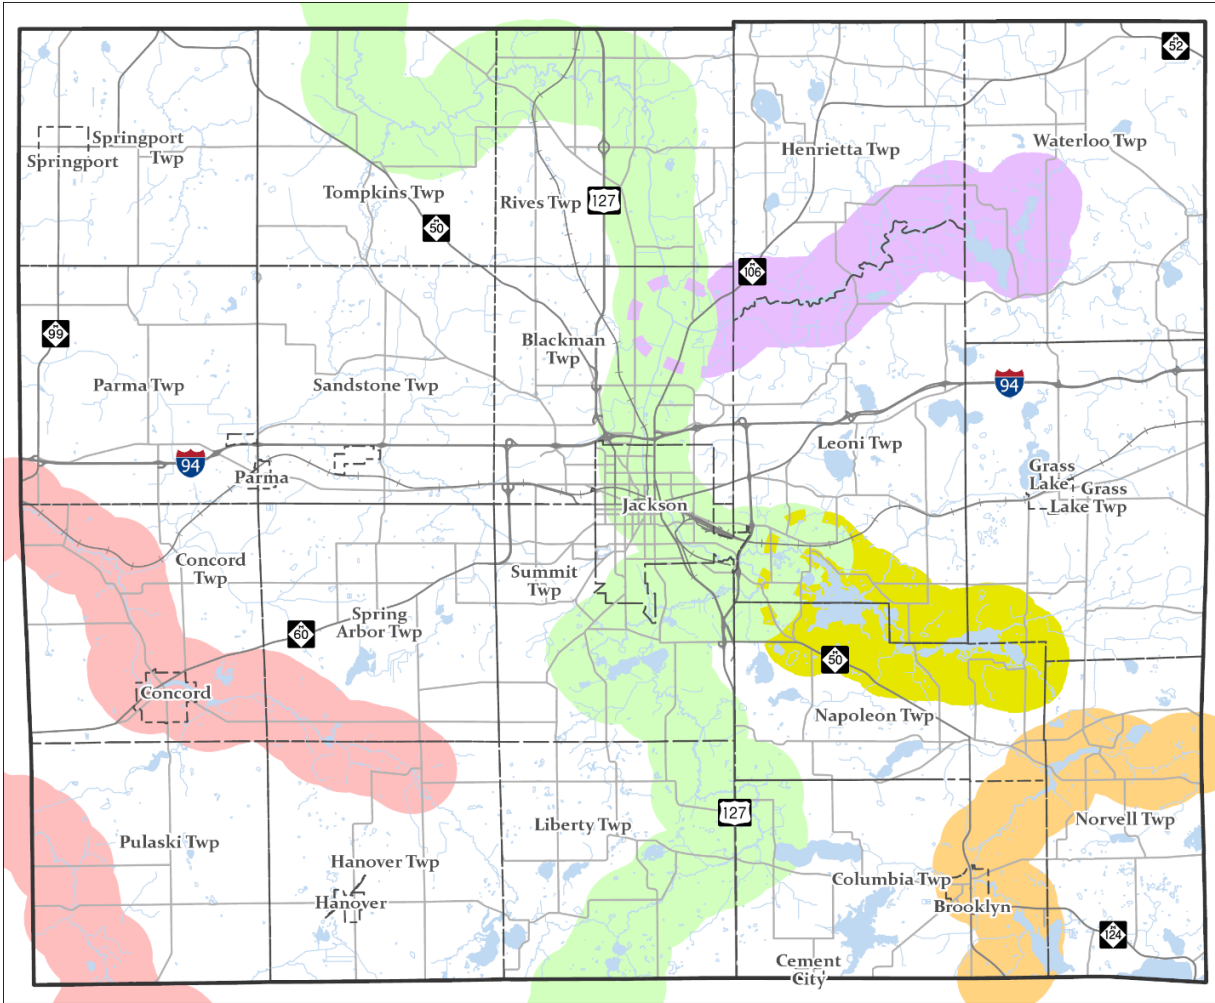 52
Springport
Twp
Springport
Henrietta Twp
Waterloo Twp
Tompkins Twp
M
50
Rives Twp
127
M
106
M
99
Blackman
Twp
Parma Twp
Sandstone Twp
94
Leoni Twp
94
Parma
Grass
Lake
Grass
Lake Twp
Jackson
Concord
Twp
Summit
Twp
Spring
Arbor Twp
M
60
M
50
Concord
Napoleon Twp
127
Liberty Twp
Norvell Twp
Pulaski Twp
Hanover Twp
Columbia Twp
Hanover
Brooklyn
M
124
Cement
City